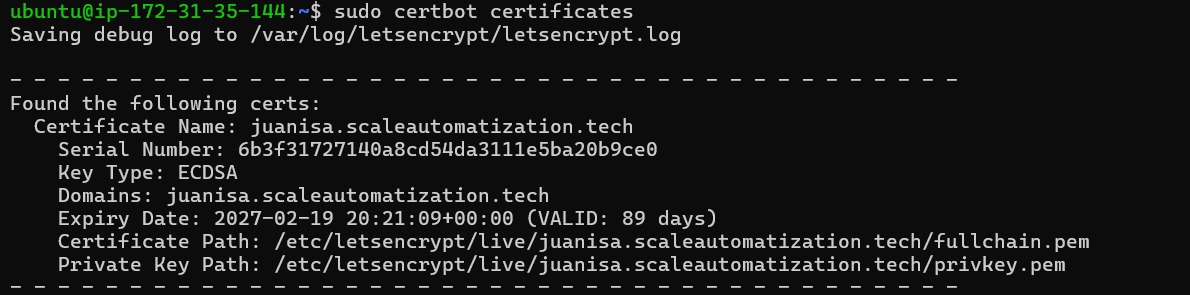 ubuntu@ip-172-31-35-144:~$ sudo certbot certificates
Saving debug log to /var/log/letsencrypt/letsencrypt.log
- - - - - - - - - - - - - - - - - - - - - - - - - - - - - - - - - - - - - - - -
Found the following certs:
  Certificate Name: juanisa.scaleautomatization.tech
    Serial Number: 6b3f31727140a8cd54da3111e5ba20b9ce0
    Key Type: ECDSA
    Domains: juanisa.scaleautomatization.tech
    Expiry Date: 2027-02-19 20:21:09+00:00 (VALID: 89 days)
    Certificate Path: /etc/letsencrypt/live/juanisa.scaleautomatization.tech/fullchain.pem
    Private Key Path: /etc/letsencrypt/live/juanisa.scaleautomatization.tech/privkey.pem
- - - - - - - - - - - - - - - - - - - - - - - - - - - - - - - - - - - - - - - -